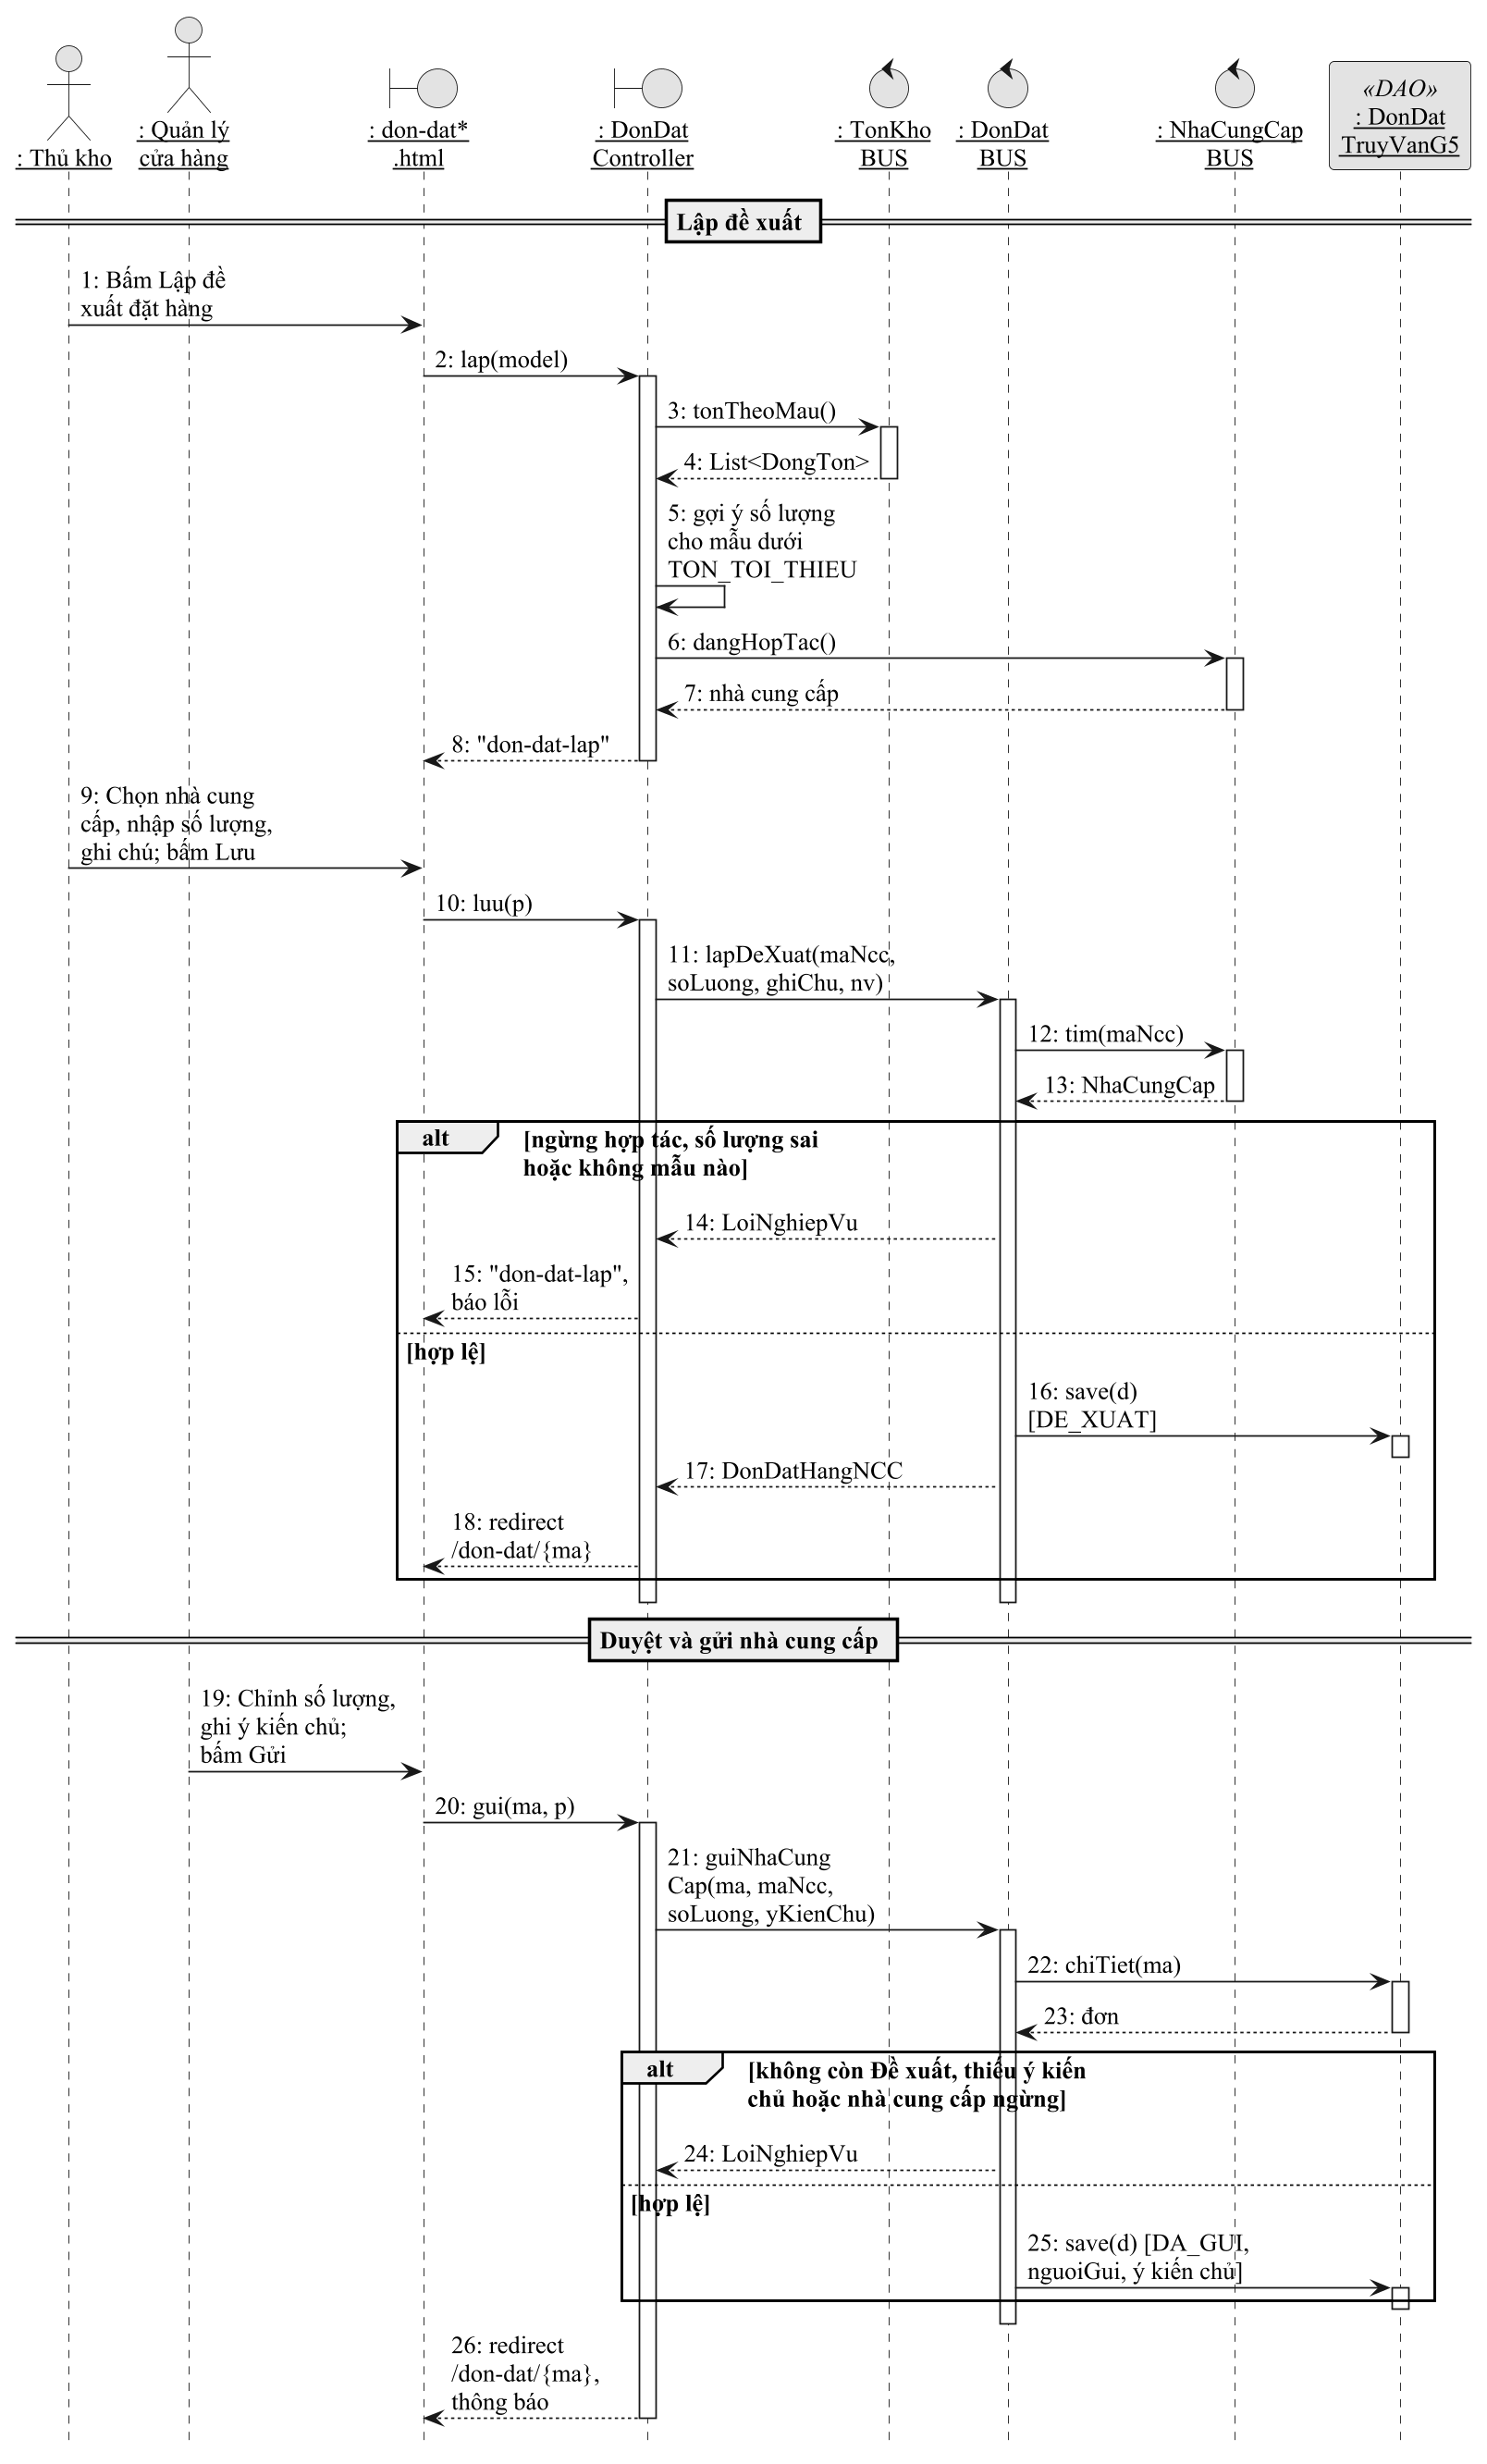 : Thủ kho
: Quản lý
cửa hàng
: don-dat*
.html
: DonDat
Controller
: TonKho
BUS
: DonDat
BUS
: NhaCungCap
BUS
«DAO»
: DonDat
TruyVanG5
Lập đề xuất
1: Bấm Lập đề
xuất đặt hàng
2: lap(model)
3: tonTheoMau()
4: List<DongTon>
5: gợi ý số lượng
cho mẫu dưới
TON_TOI_THIEU
6: dangHopTac()
7: nhà cung cấp
8: "don-dat-lap"
9: Chọn nhà cung
cấp, nhập số lượng,
ghi chú; bấm Lưu
10: luu(p)
11: lapDeXuat(maNcc,
soLuong, ghiChu, nv)
12: tim(maNcc)
13: NhaCungCap
alt
[ngừng hợp tác, số lượng sai
hoặc không mẫu nào]
14: LoiNghiepVu
15: "don-dat-lap",
báo lỗi
[hợp lệ]
16: save(d)
[DE_XUAT]
17: DonDatHangNCC
18: redirect
/don-dat/{ma}
Duyệt và gửi nhà cung cấp
19: Chỉnh số lượng,
ghi ý kiến chủ;
bấm Gửi
20: gui(ma, p)
21: guiNhaCung
Cap(ma, maNcc,
soLuong, yKienChu)
22: chiTiet(ma)
23: đơn
alt
[không còn Đề xuất, thiếu ý kiến
chủ hoặc nhà cung cấp ngừng]
24: LoiNghiepVu
[hợp lệ]
25: save(d) [DA_GUI,
nguoiGui, ý kiến chủ]
26: redirect
/don-dat/{ma},
thông báo